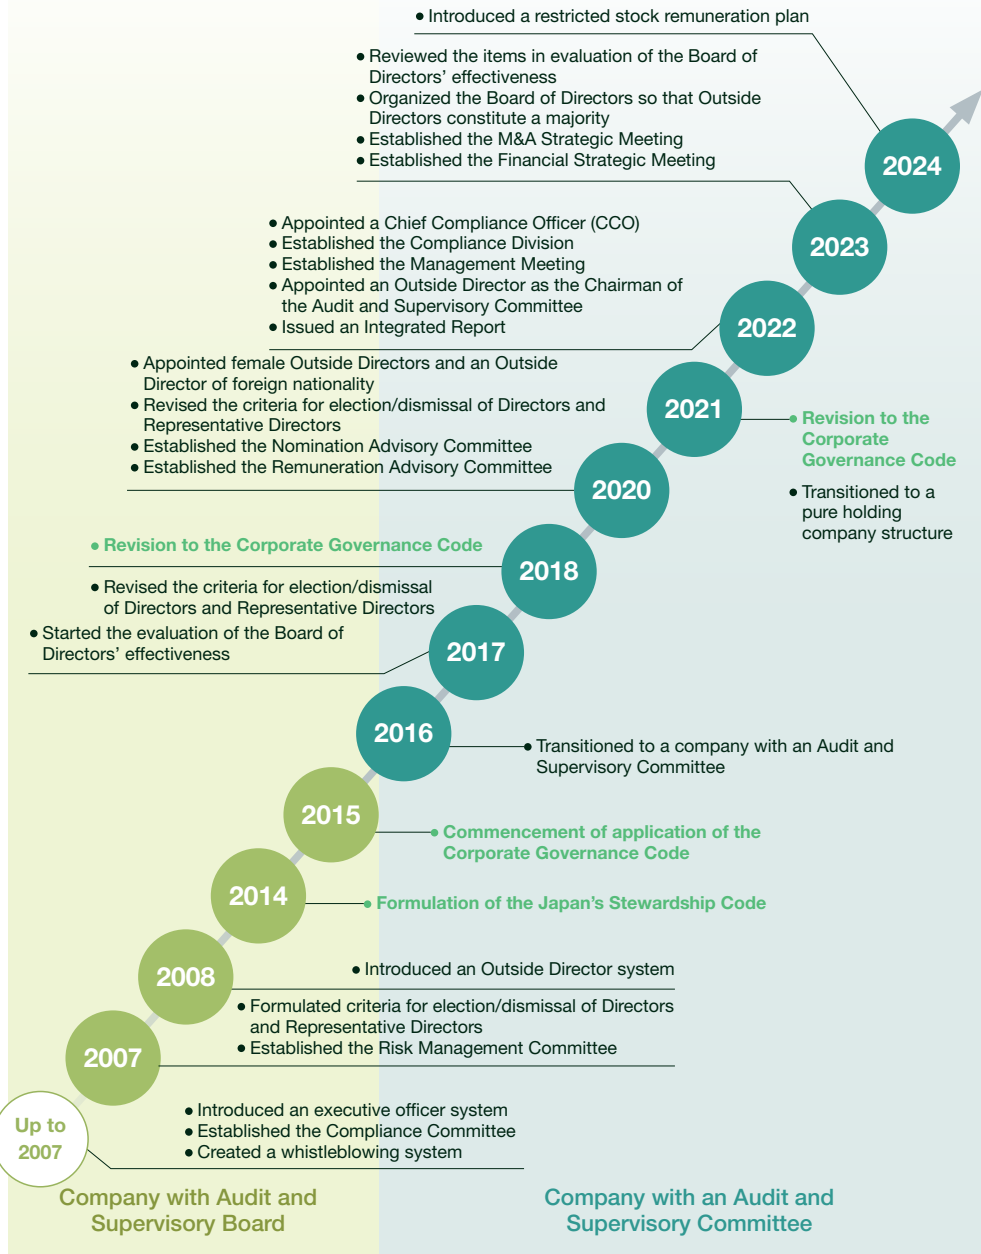 • Introduced a restricted stock remuneration plan
• Reviewed the items in evaluation of the Board of
Directors’ effectiveness
• Organized the Board of Directors so that Outside
Directors constitute a majority
• Established the M&A Strategic Meeting
• Established the Financial Strategic Meeting
2024
2023
• Appointed a Chief Compliance Officer (CCO)
• Established the Compliance Division
• Established the Management Meeting
• Appointed an Outside Director as the Chairman of
the Audit and Supervisory Committee
• Issued an Integrated Report
2022
• Appointed female Outside Directors and an Outside
Director of foreign nationality
• Revised the criteria for election/dismissal of Directors and
Representative Directors
• Established the Nomination Advisory Committee
• Established the Remuneration Advisory Committee
2021
• Revision to the
Corporate
Governance Code
• Transitioned to a
pure holding
company structure
2020
• Revision to the Corporate Governance Code
2018
• Revised the criteria for election/dismissal
of Directors and Representative Directors
• Started the evaluation of the Board of
Directors’ effectiveness
2017
2016
• Transitioned to a company with an Audit and
Supervisory Committee
2015
• Commencement of application of the
Corporate Governance Code
2014
• Formulation of the Japan’s Stewardship Code
2008
• Introduced an Outside Director system
• Formulated criteria for election/dismissal of Directors
and Representative Directors
• Established the Risk Management Committee
2007
Up to
2007
• Introduced an executive officer system
• Established the Compliance Committee
• Created a whistleblowing system
Company with Audit and
Supervisory Board
Company with an Audit and
Supervisory Committee